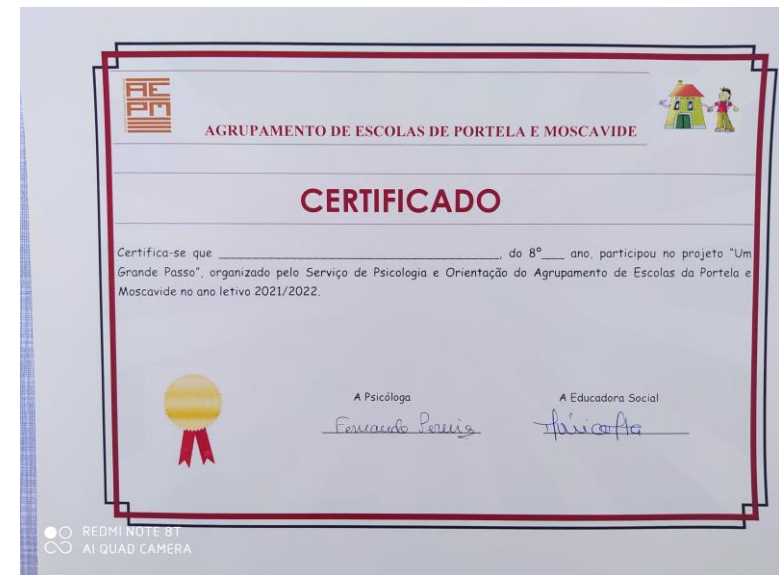 AE
PM
AGRUPAMENTO DE ESCOLAS DE PORTELA E MOSCAVIDE
CERTIFICADO
Certifica-se que ________________________________________, do 8º___ ano, participou no projeto "Um
Grande Passo", organizado pelo Serviço de Psicologia e Orientação do Agrupamento de Escolas da Portela e
Moscavide no ano letivo 2021/2022.
A Psicóloga
A Educadora Social
Pereira
REDMI NOTE 8T
AI QUAD CAMERA